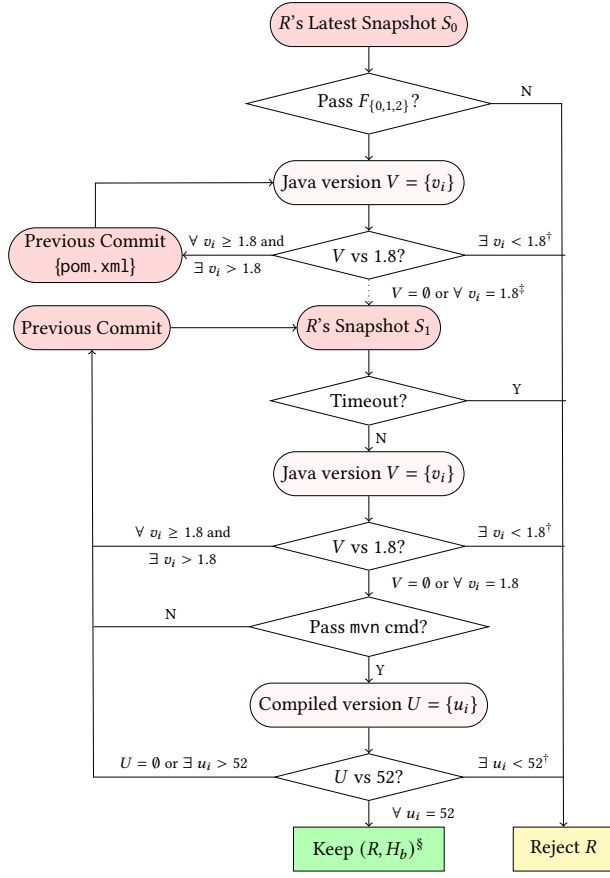 R's Latest Snapshot S₀
Pass F_{0,1,2}?
N
Java version V = {vᵢ}
Previous Commit
{pom.xml}
∀ vᵢ ≥ 1.8 and
∃ vᵢ > 1.8
V vs 1.8?
∃ vᵢ < 1.8†
V = ∅ or ∀ vᵢ = 1.8‡
Previous Commit
R's Snapshot S₁
Timeout?
Y
N
Java version V = {vᵢ}
∀ vᵢ ≥ 1.8 and
∃ vᵢ > 1.8
V vs 1.8?
∃ vᵢ < 1.8†
V = ∅ or ∀ vᵢ = 1.8
N
Pass mvn cmd?
Y
Compiled version U = {uᵢ}
U = ∅ or ∃ uᵢ > 52
U vs 52?
∃ uᵢ < 52†
∀ uᵢ = 52
Keep (R, H_b)§
Reject R